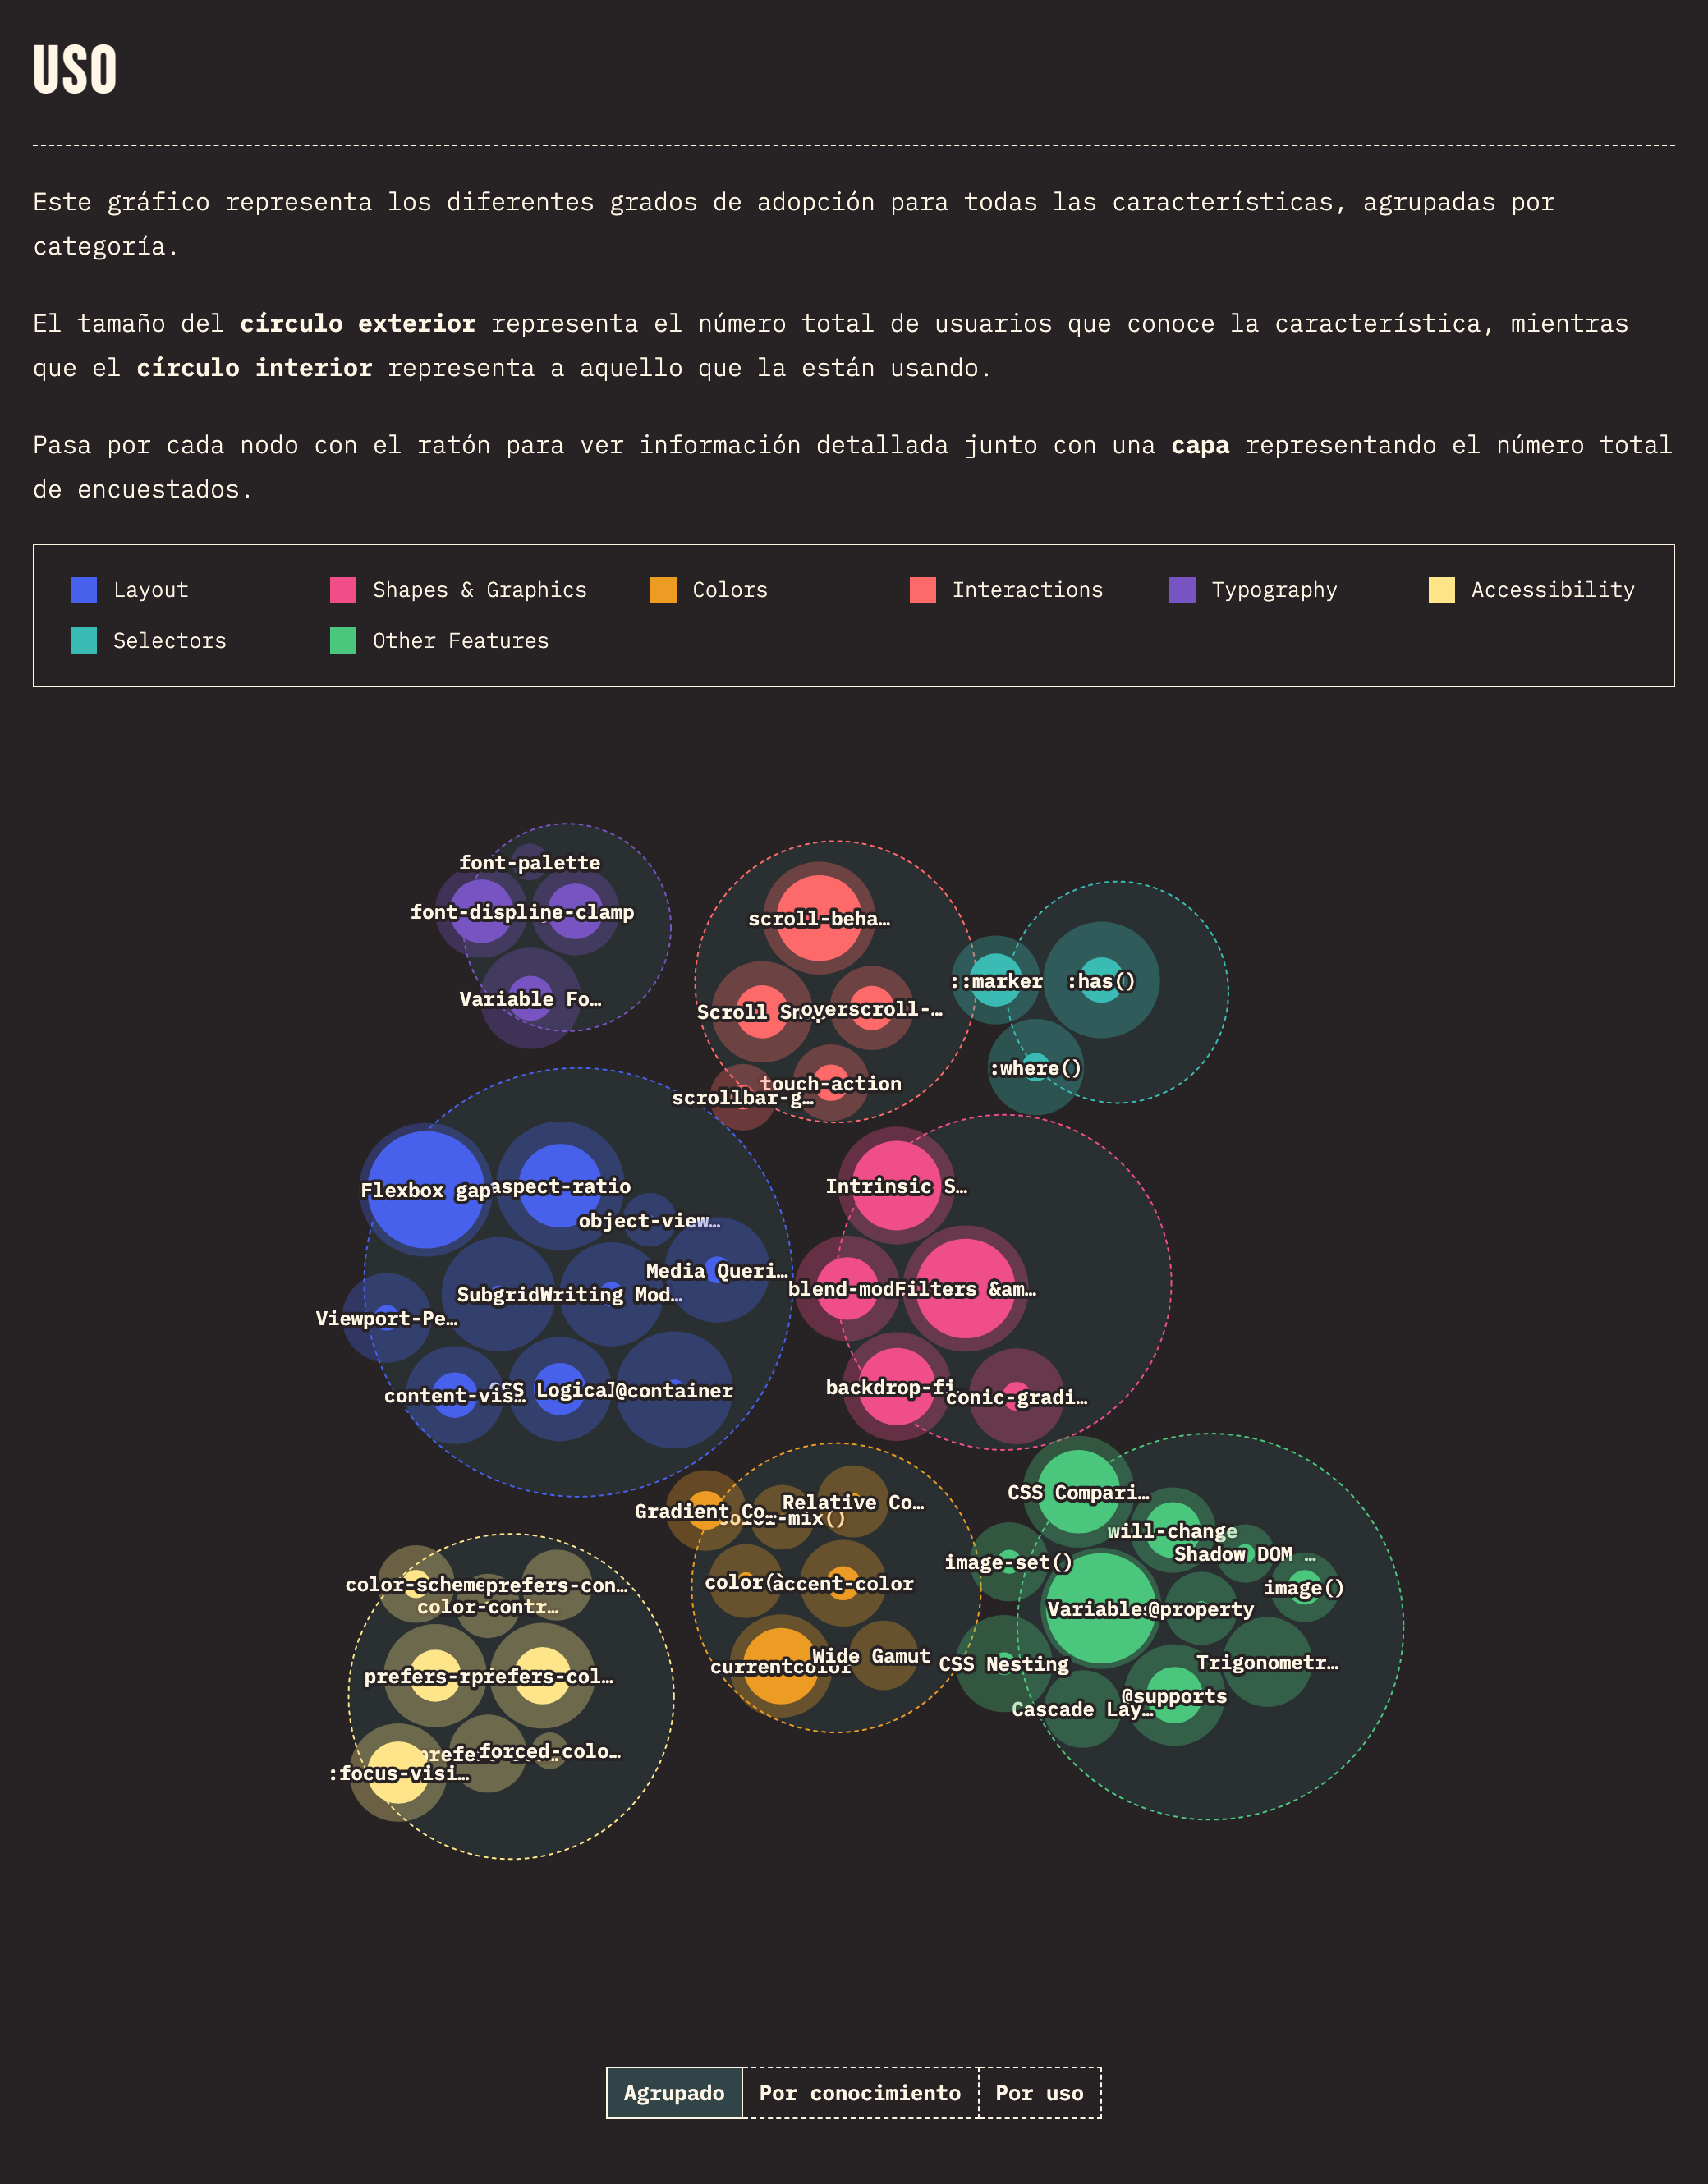 USO
Este gráfico representa los diferentes grados de adopción para todas las características, agrupadas por
categoría.
El tamaño del círculo exterior representa el número total de usuarios que conoce la característica, mientras
que el círculo interior representa a aquello que la están usando.
Pasa por cada nodo con el ratón para ver información detallada junto con una capa representando el número total
de encuestados.
Layout
Shapes & Graphics
Colors
Interactions
Typography
Accessibility
Selectors
Other Features
font-palette
font-disp
line-clamp
Variable Fo…
scroll-beha…
Scroll Snap
overscroll-…
touch-action
scrollbar-g…
::marker
:has()
:where()
Flexbox gap
aspect-ratio
object-view…
Media Queri…
Subgrid
Writing Mod…
Viewport-Pe…
content-vis…
CSS Logical
@container
Intrinsic S…
blend-mod
Filters &am…
backdrop-fi
conic-gradi…
Gradient Co…
color-mix()
Relative Co…
color()
accent-color
currentcolor
Wide Gamut
CSS Compari…
will-change
Shadow DOM …
image-set()
image()
Variables
@property
CSS Nesting
Trigonometr…
@supports
Cascade Lay…
color-scheme
prefers-con…
color-contr…
prefers-r
prefers-col…
prefe
forced-colo…
:focus-visi…
Agrupado
Por conocimiento
Por uso